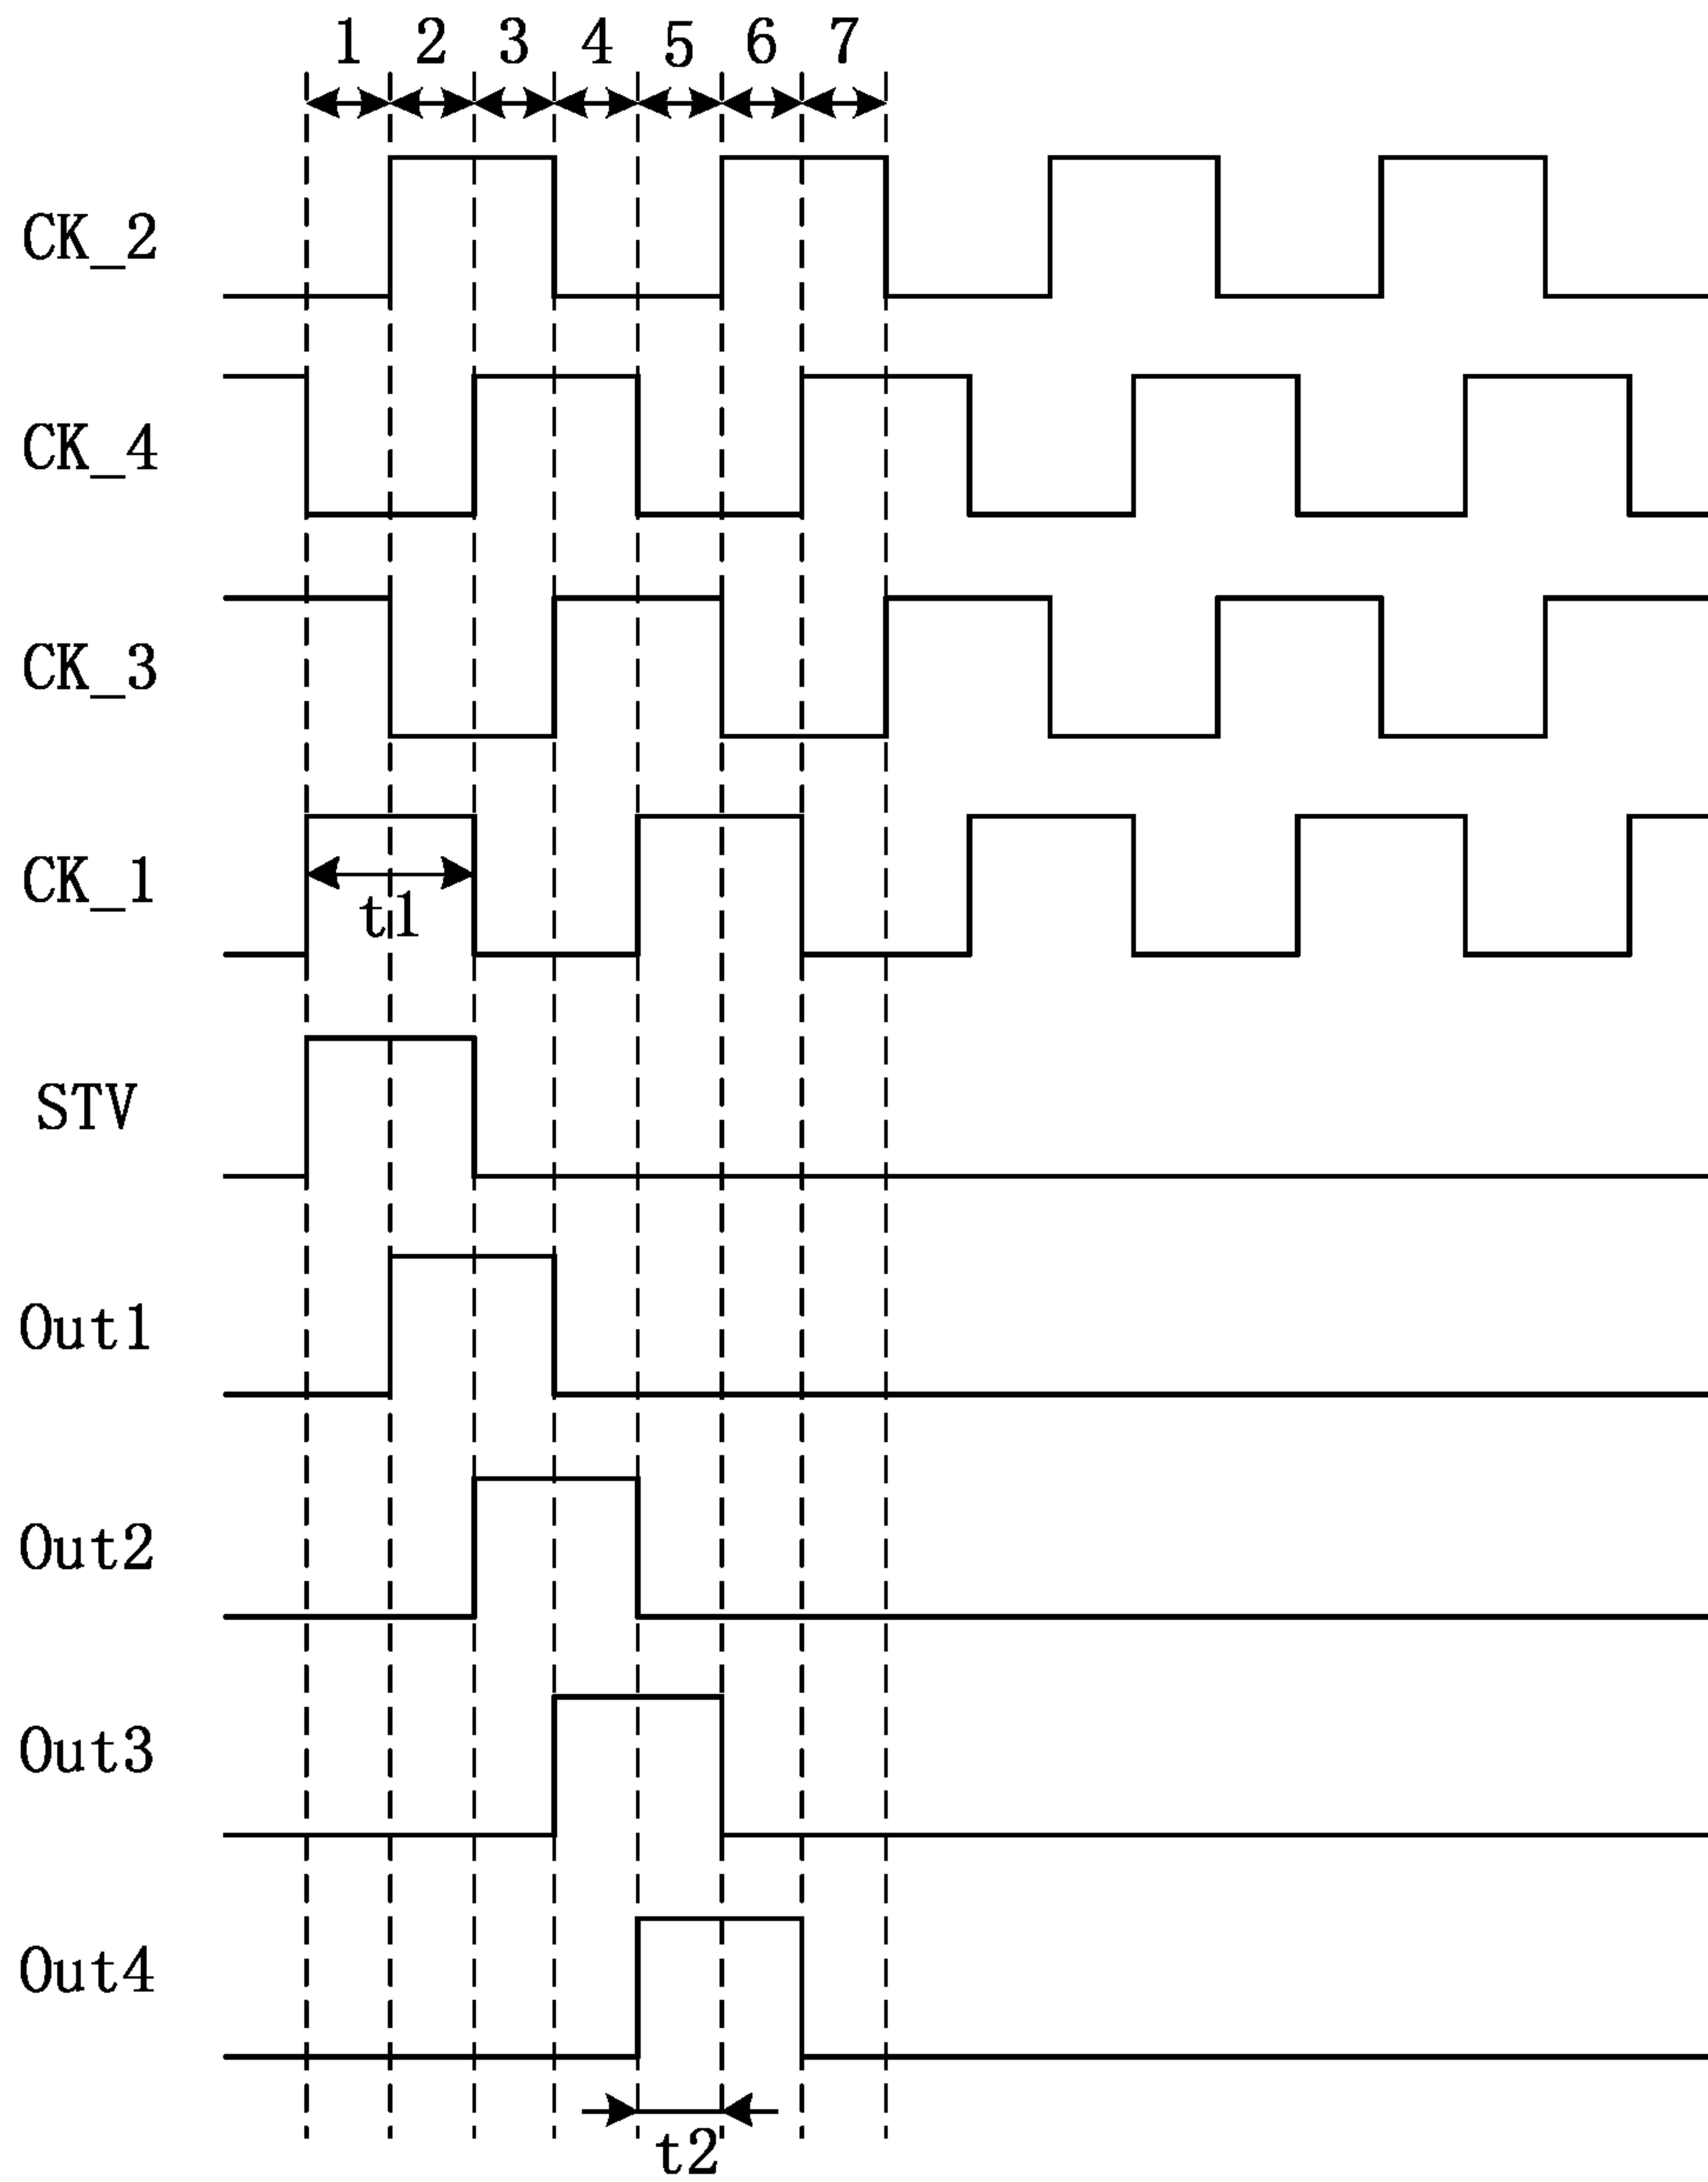 1 2 3 4 5 6 7
CK_2
CK_4
CK_3
CK_1
t1
STV
Out1
Out2
Out3
Out4
t2